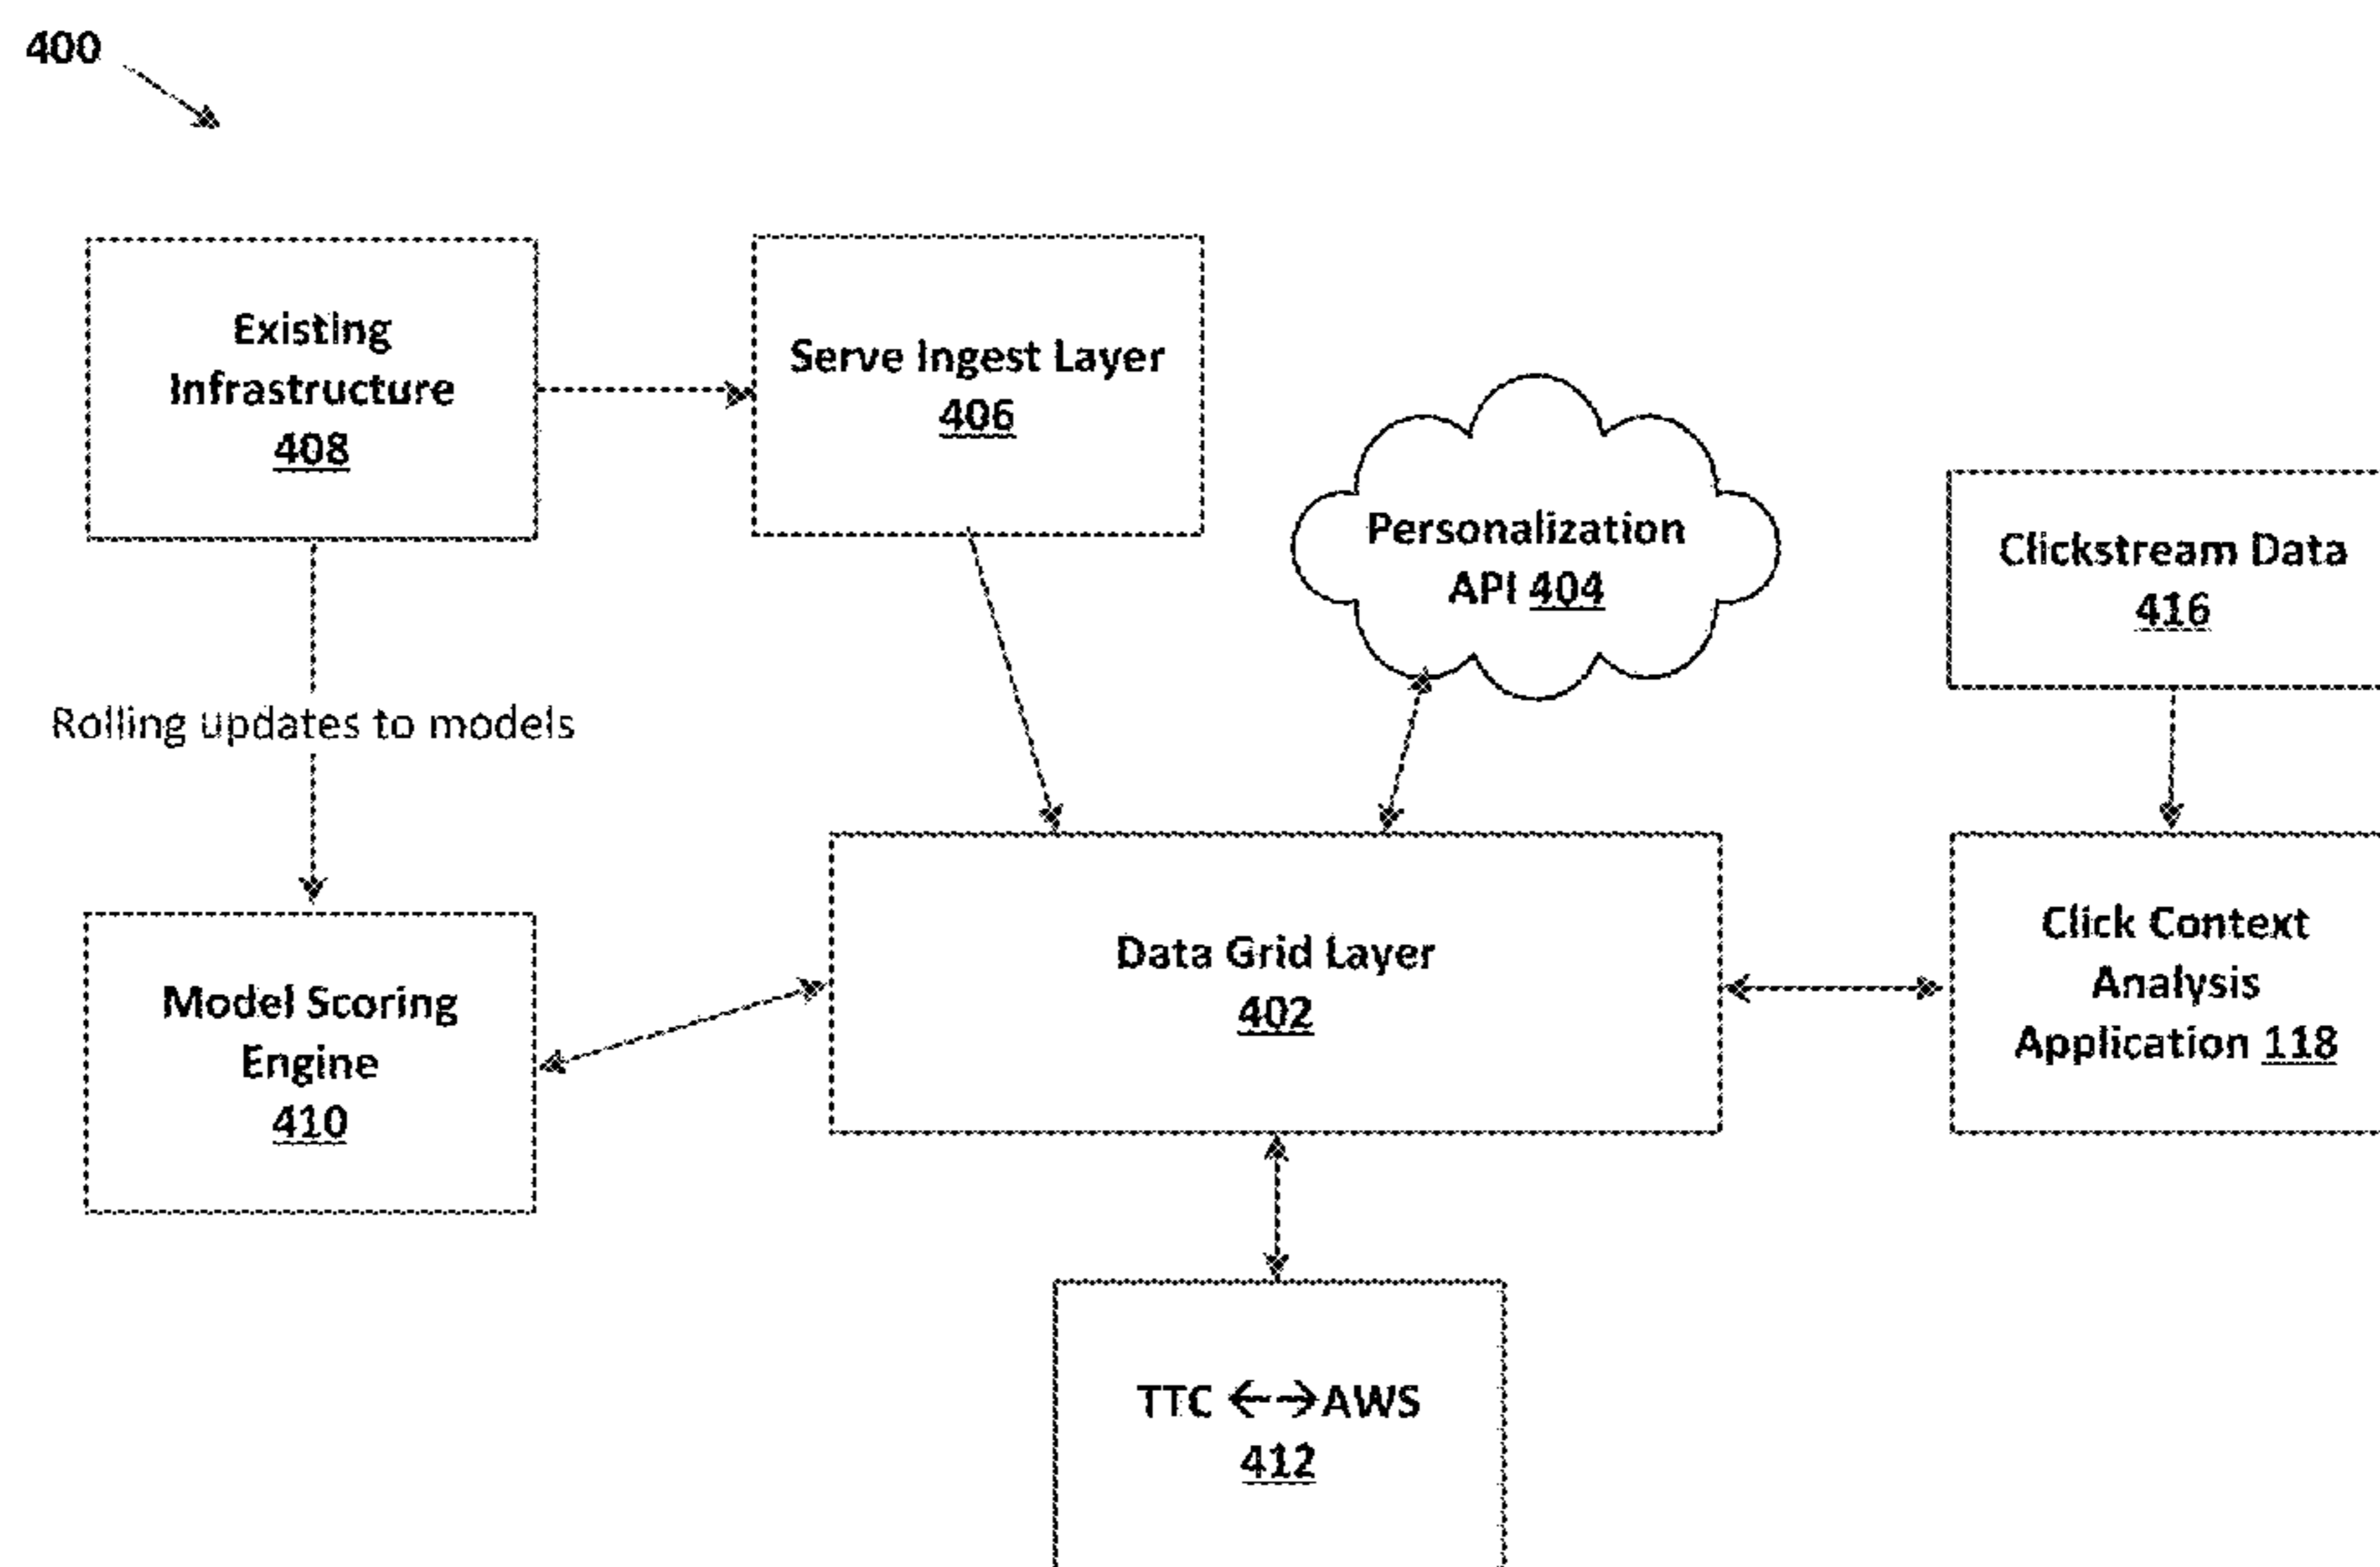 400
Existing
Infrastructure
408
Serve Ingest Layer
406
Personalization
API 404
Clickstream Data
416
Rolling updates to models
Model Scoring
Engine
410
Data Grid Layer
402
Click Context
Analysis
Application 118
TTC ←→AWS
412